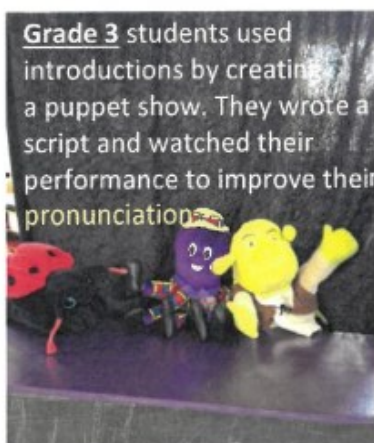 Grade 3 students used
introductions by creating
a puppet show. They wrote a
script and watched their
performance to improve their
pronunciation.